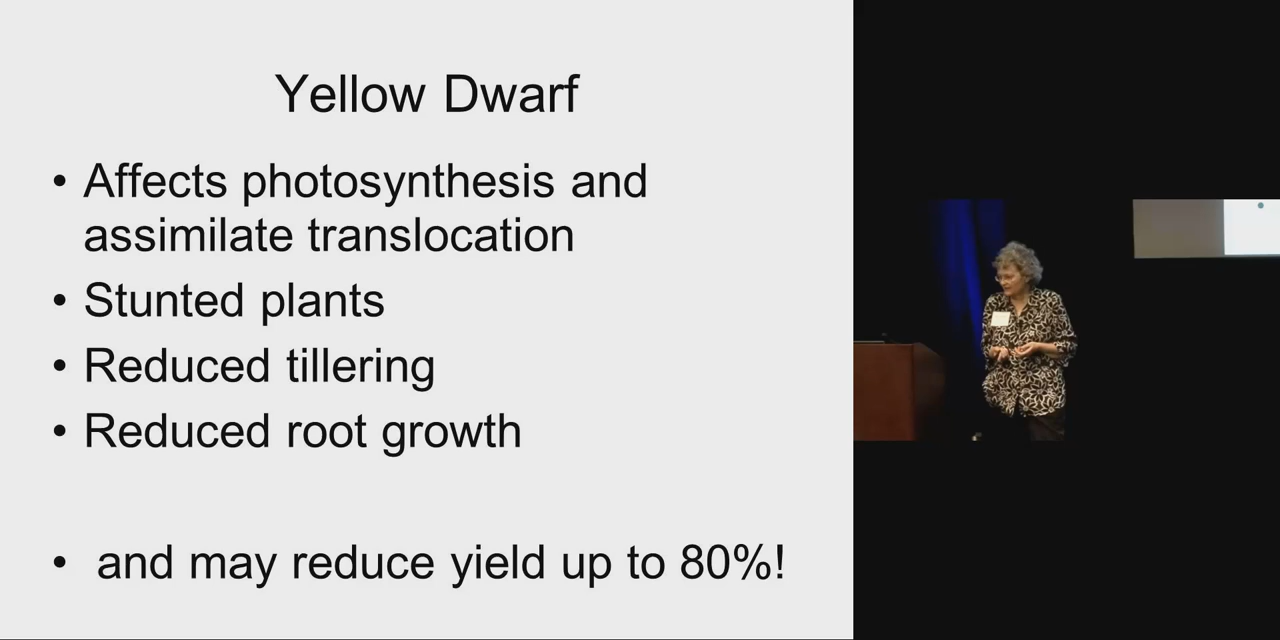 Yellow Dwarf
• Affects photosynthesis and
assimilate translocation
• Stunted plants
• Reduced tillering
• Reduced root growth
• and may reduce yield up to 80%!